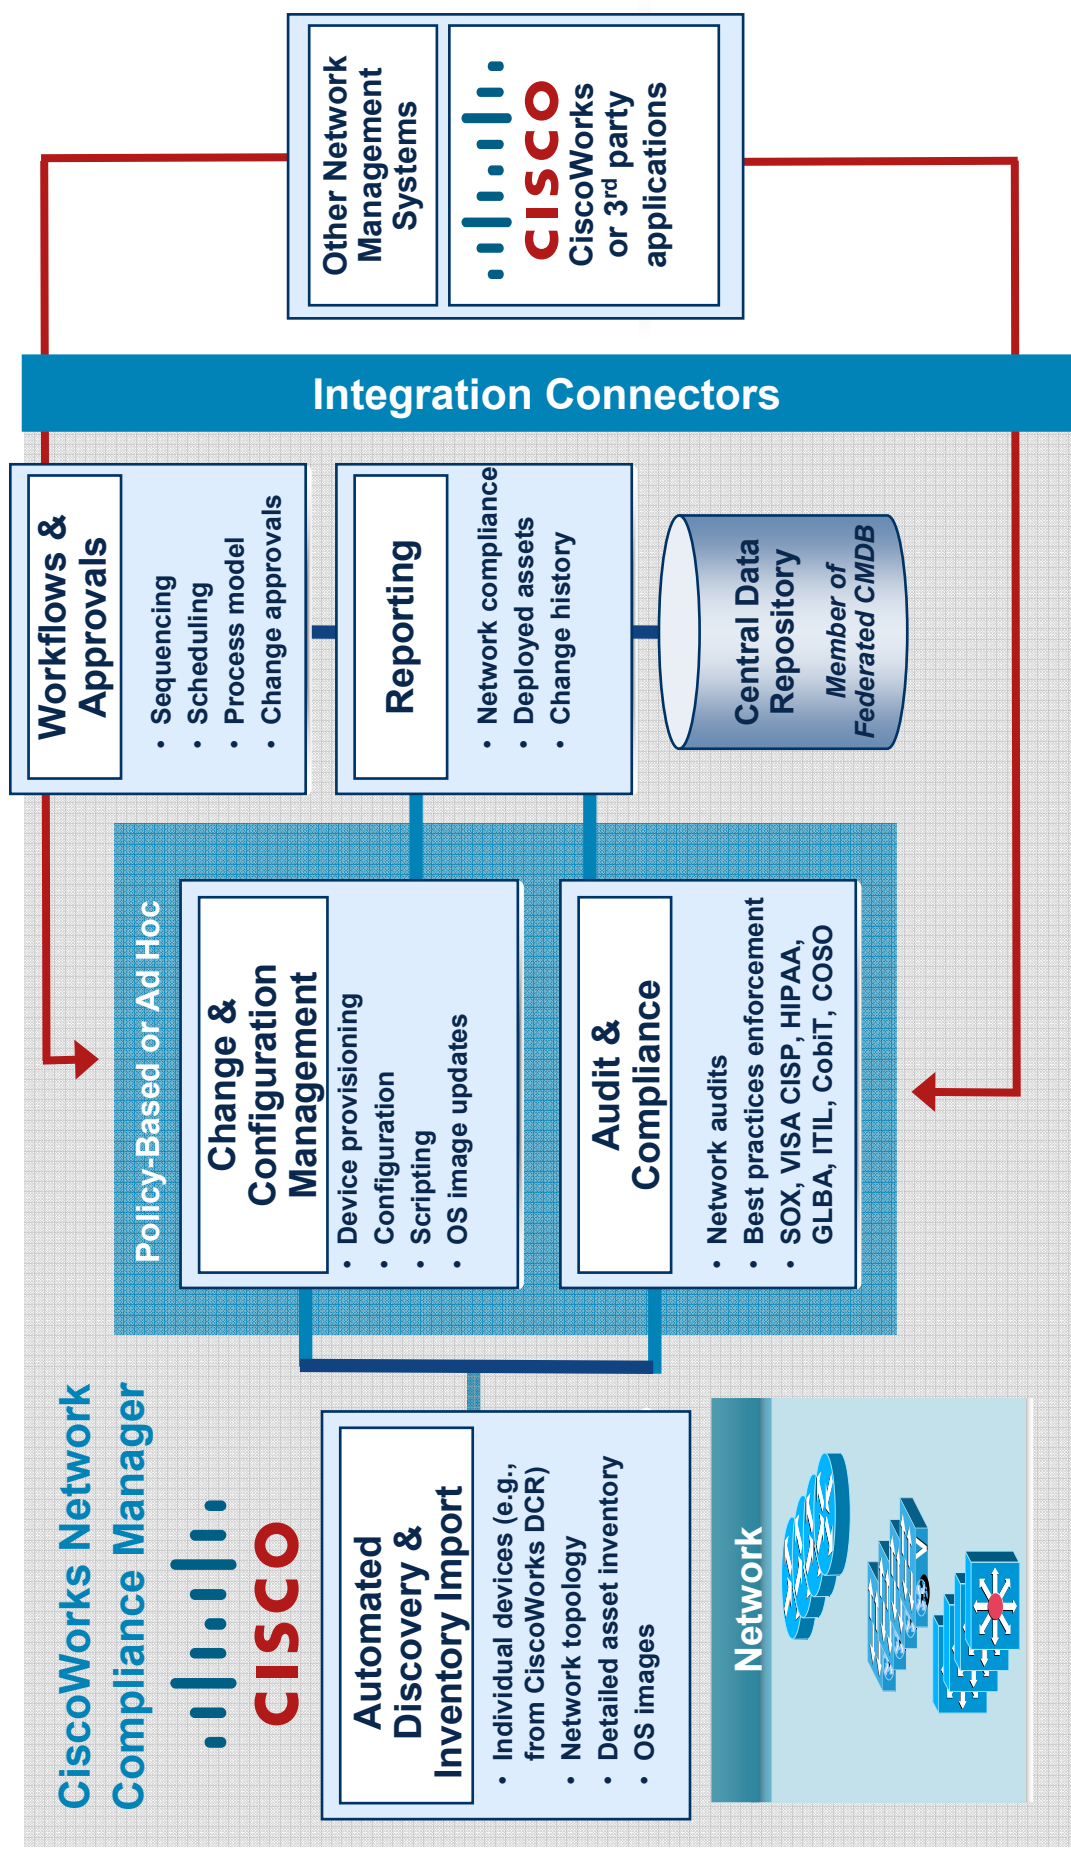 CiscoWorks Network
Compliance Manager
CISCO
Automated
Discovery &
Inventory Import
• Individual devices (e.g.,
from CiscoWorks DCR)
• Network topology
• Detailed asset inventory
• OS images
Network
Policy-Based or Ad Hoc
Change &
Configuration
Management
• Device provisioning
• Configuration
• Scripting
• OS image updates
Audit &
Compliance
• Network audits
• Best practices enforcement
• SOX, VISA CISP, HIPAA,
GLBA, ITIL, CobiT, COSO
Workflows &
Approvals
• Sequencing
• Scheduling
• Process model
• Change approvals
Reporting
• Network compliance
• Deployed assets
• Change history
Central Data
Repository
Member of
Federated CMDB
Integration Connectors
Other Network
Management
Systems
CISCO
CiscoWorks
or 3rd party
applications